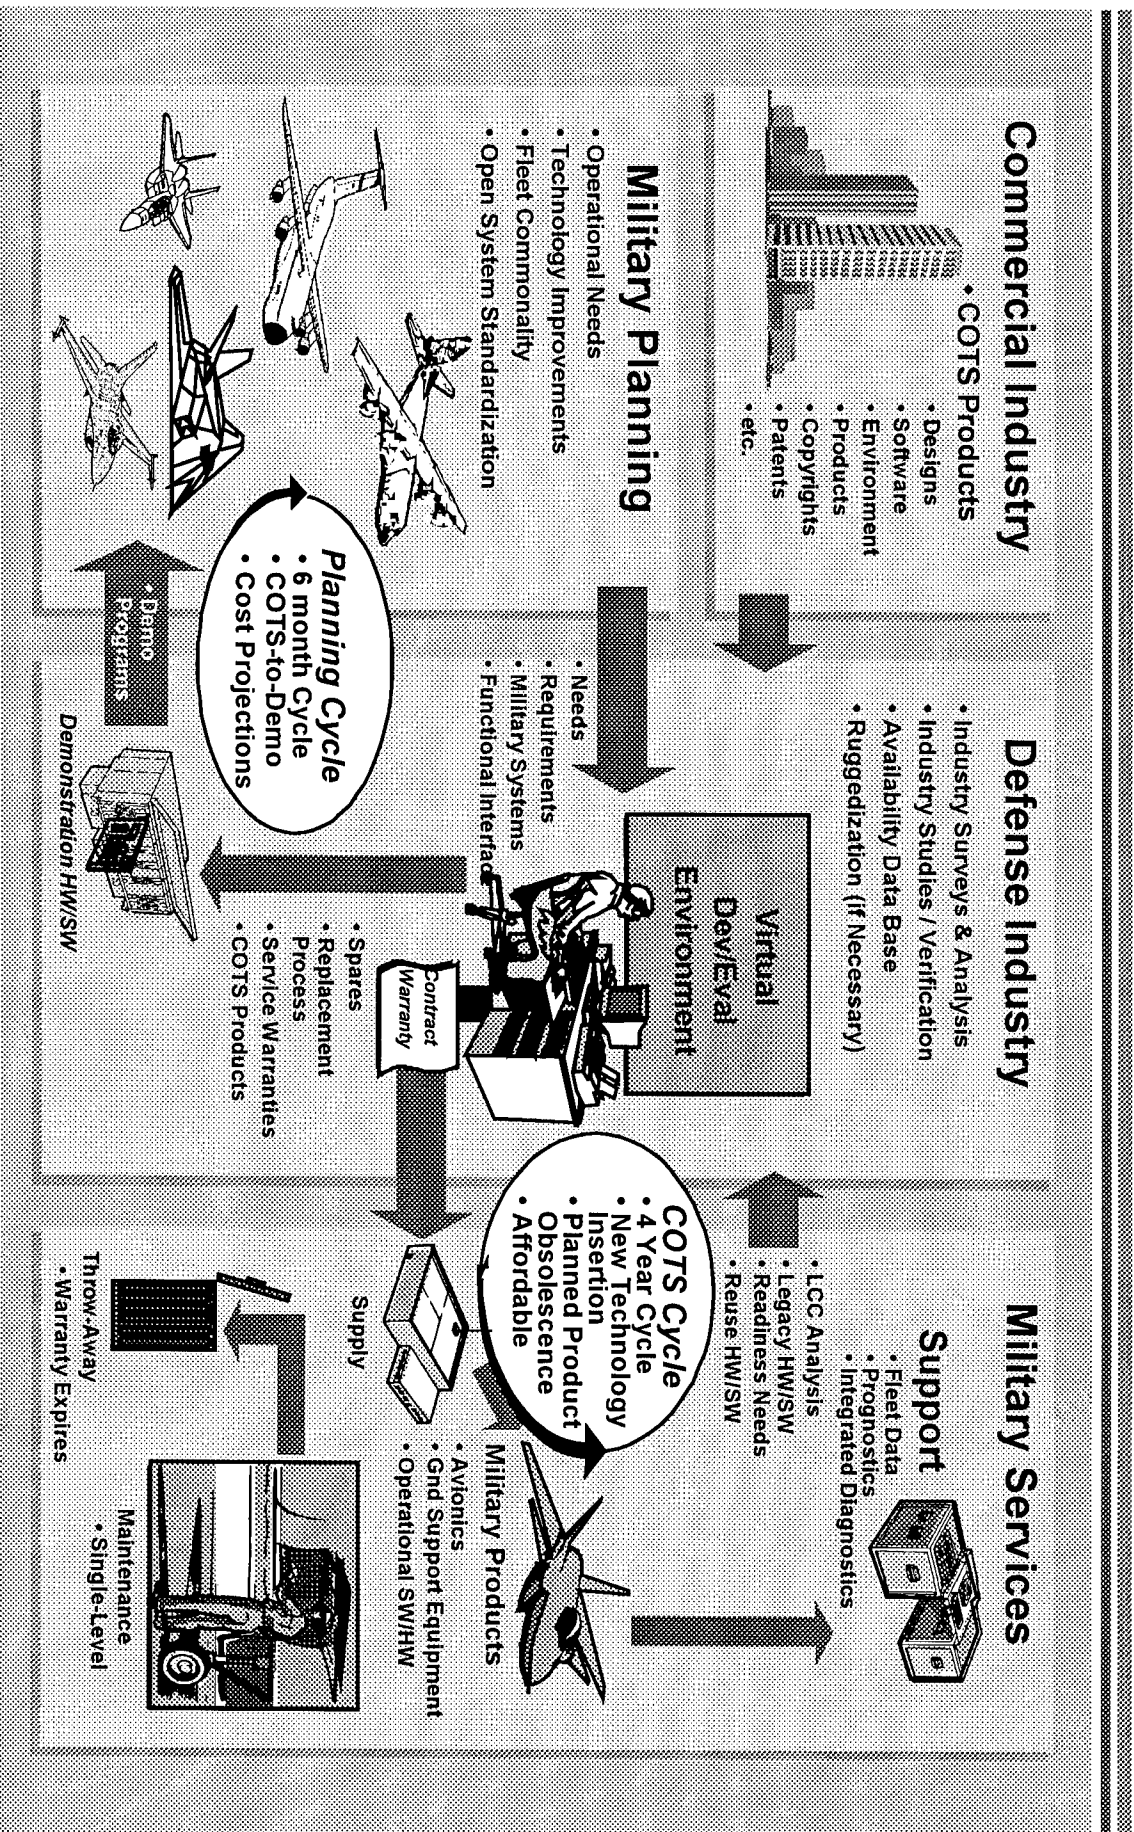 Commercial Industry
• COTS Products
• Designs
• Software
• Environment
• Products
• Copyrights
• Patents
• etc.
Military Planning
• Operational Needs
• Technology Improvements
• Fleet Commonality
• Open System Standardization
Planning Cycle
• 6 month Cycle
• COTS-to-Demo
• Cost Projections
• Demo
Programs
Defense Industry
• Industry Surveys & Analysis
• Industry Studies / Verification
• Availability Data Base
• Ruggedization (if Necessary)
Virtual
Dev/Eval
Environment
• Needs
• Requirements
• Military Systems
• Functional Interfac
Contract
Warranty
• Spares
• Replacement
Process
• Service Warranties
• COTS Products
Demonstration HW/SW
Military Services
Support
• Fleet Data
• Prognostics
• Integrated Diagnostics
• LCC Analysis
• Legacy HW/SW
• Readiness Needs
• Reuse HW/SW
COTS Cycle
• 4 Year Cycle
• New Technology
Insertion
• Planned Product
Obsolescence
• Affordable
Military Products
• Avionics
• Gnd Support Equipment
• Operational SW/HW
Supply
Throw-Away
• Warranty Expires
Maintenance
• Single-Level